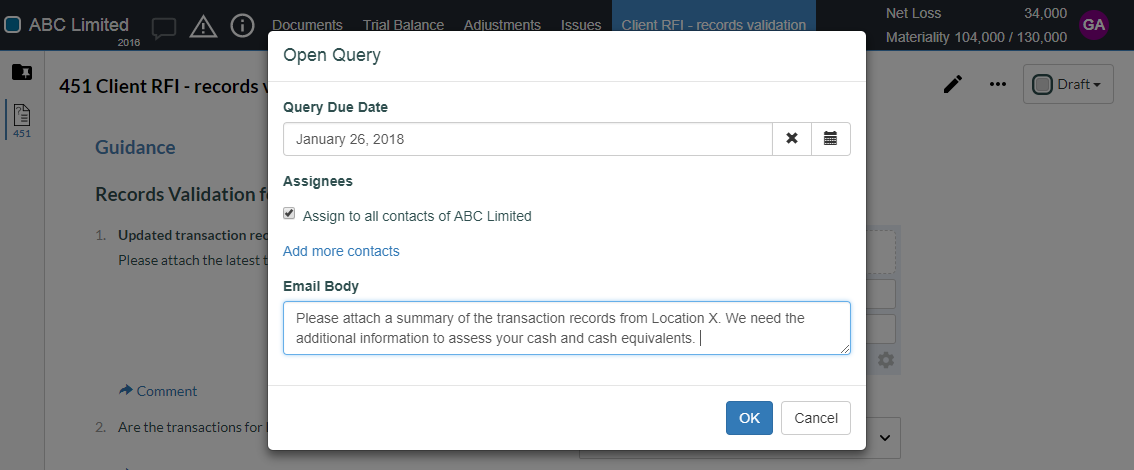 ABC Limited
2016
Documents Trial Balance Adjustments Issues Client RFI - records validation
Net Loss 34,000
Materiality 104,000 / 130,000
GA
451 Client RFI - records
Draft
451
Guidance
Records Validation
1. Updated transaction rec
Please attach the latest
Comment
2. Are the transactions for
Open Query
Query Due Date
January 26, 2018
Assignees
Assign to all contacts of ABC Limited
Add more contacts
Email Body
Please attach a summary of the transaction records from Location X. We need the
additional information to assess your cash and cash equivalents.
OK Cancel